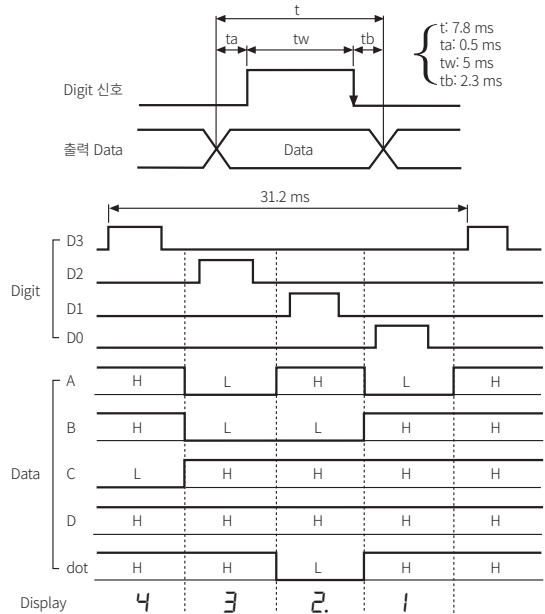 t
ta tw tb
t: 7.8 ms
ta: 0.5 ms
tw: 5 ms
tb: 2.3 ms
Digit 신호
출력 Data Data
31.2 ms
Digit
D3
D2
D1
D0
Data
A H L H L H
B H L L H H
C L H H H H
D H H H H H
dot H H L H H
Display 4 3 2. 1